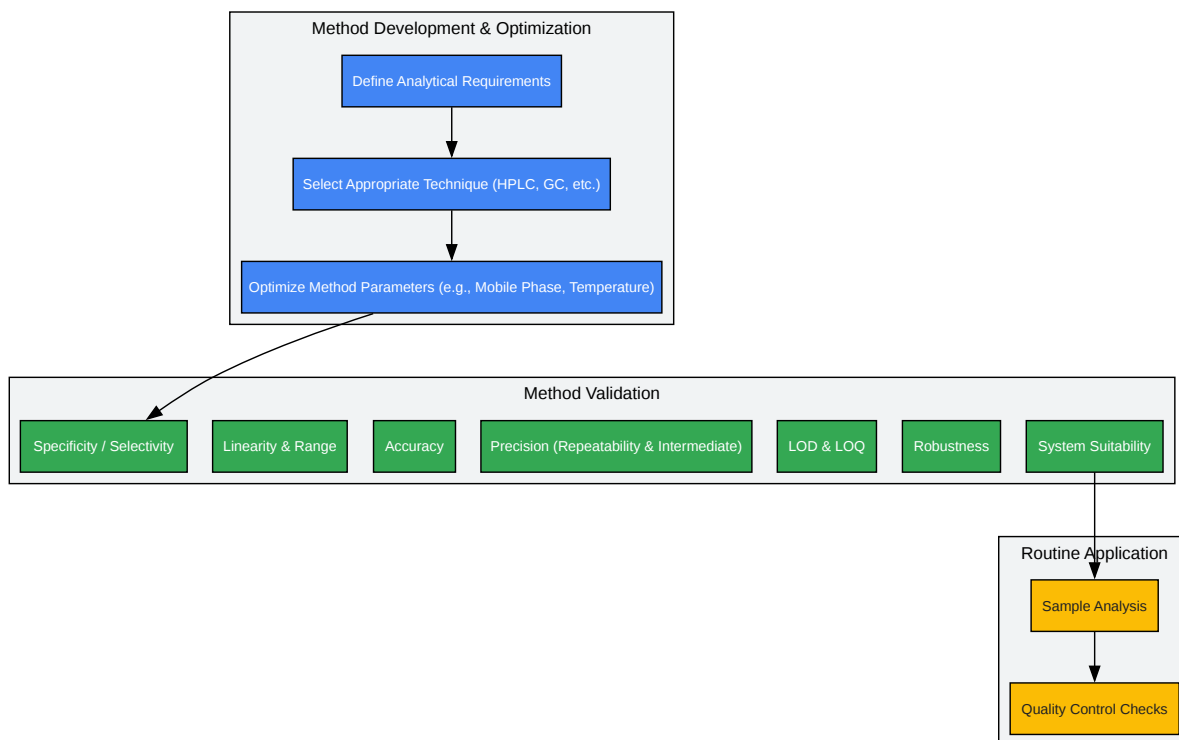 Method Development & Optimization
Define Analytical Requirements
Select Appropriate Technique (HPLC, GC, etc.)
Optimize Method Parameters (e.g., Mobile Phase, Temperature)
Method Validation
Specificity / Selectivity
Linearity & Range
Accuracy
Precision (Repeatability & Intermediate)
LOD & LOQ
Robustness
System Suitability
Routine Application
Sample Analysis
Quality Control Checks